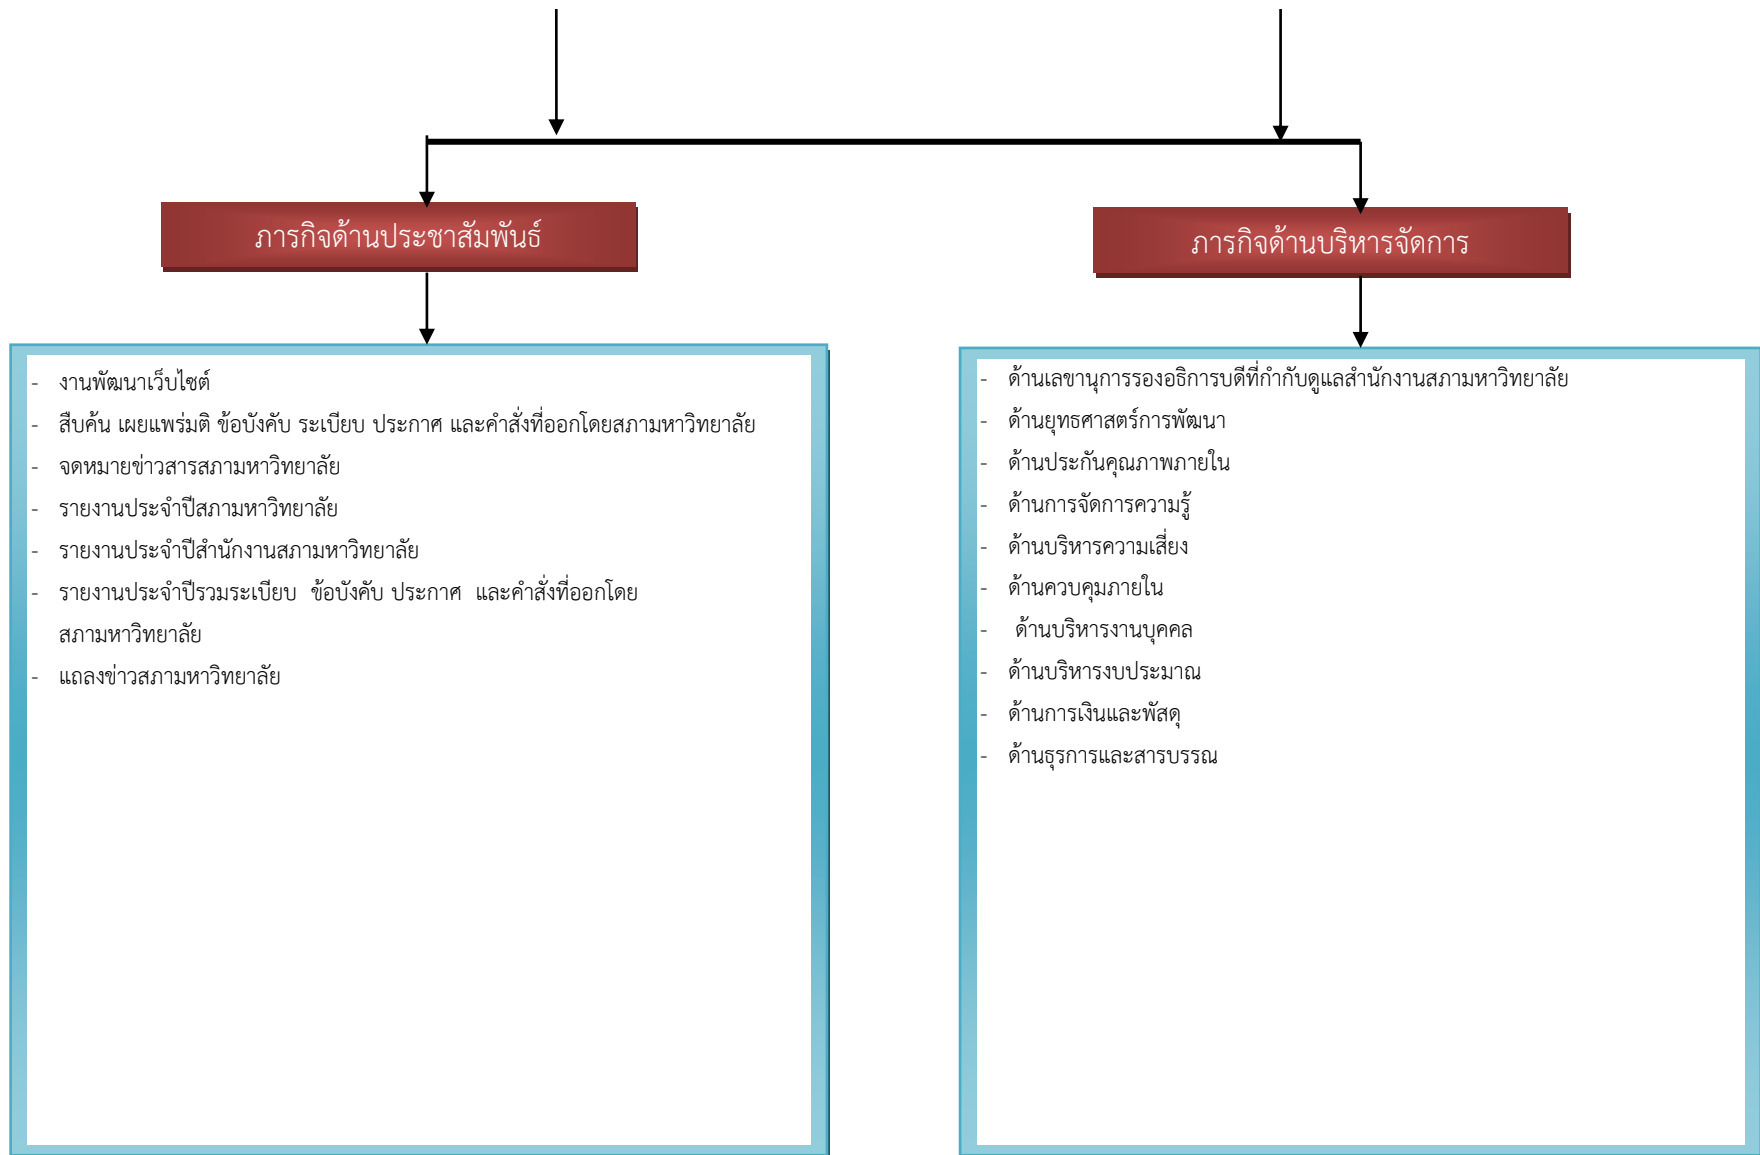 ภารกิจด้านประชาสัมพันธ์
- งานพัฒนาเว็บไซต์
- สืบค้น เผยแพร่มติ ข้อบังคับ ระเบียบ ประกาศ และคำสั่งที่ออกโดยสภามหาวิทยาลัย
- จดหมายข่าวสารสภามหาวิทยาลัย
- รายงานประจำปีสภามหาวิทยาลัย
- รายงานประจำปีสำนักงานสภามหาวิทยาลัย
- รายงานประจำปีรวมระเบียบ  ข้อบังคับ ประกาศ  และคำสั่งที่ออกโดย
สภามหาวิทยาลัย
- แถลงข่าวสภามหาวิทยาลัย
ภารกิจด้านบริหารจัดการ
- ด้านเลขานุการรองอธิการบดีที่กำกับดูแลสำนักงานสภามหาวิทยาลัย
- ด้านยุทธศาสตร์การพัฒนา
- ด้านประกันคุณภาพภายใน
- ด้านการจัดการความรู้
- ด้านบริหารความเสี่ยง
- ด้านควบคุมภายใน
- ด้านบริหารงานบุคคล
- ด้านบริหารงบประมาณ
- ด้านการเงินและพัสดุ
- ด้านธุรการและสารบรรณ